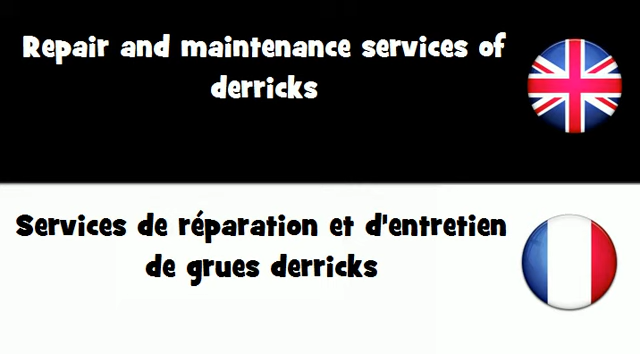 Repair and maintenance services of
derricks
Services de réparation et d'entretien
de grues derricks